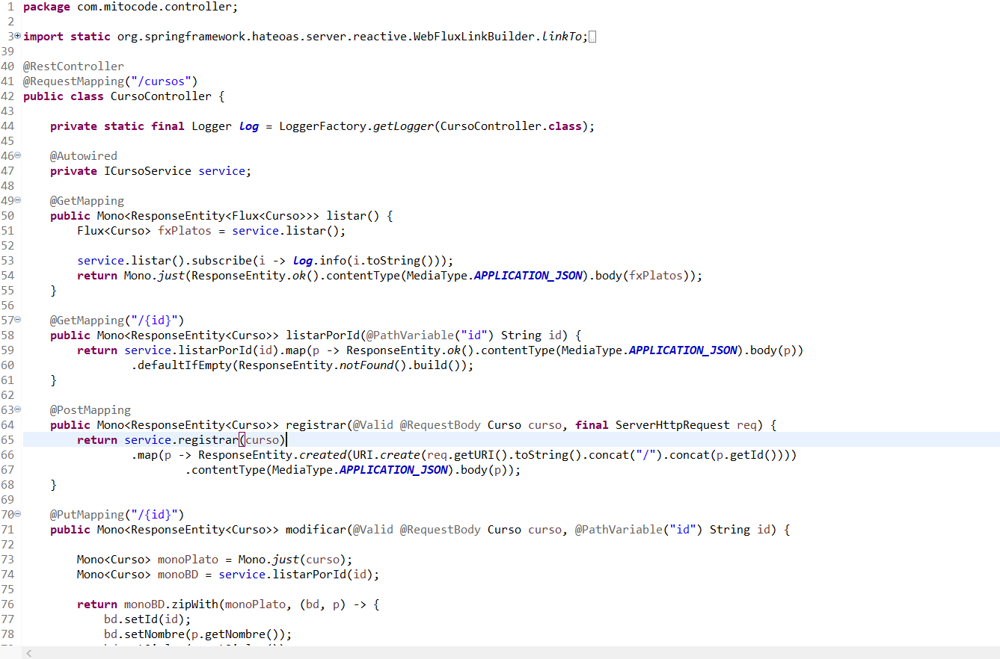 1 package com.mitocode.controller;
2
3 import static org.springframework.hateoas.server.reactive.WebFluxLinkBuilder.linkTo;
39
40 @RestController
41 @RequestMapping("/cursos")
42 public class CursoController {
43
44 private static final Logger log = LoggerFactory.getLogger(CursoController.class);
45
46 @Autowired
47 private ICursoService service;
48
49 @GetMapping
50 public Mono<ResponseEntity<Flux<Curso>>> listar() {
51 Flux<Curso> fxPlatos = service.listar();
52
53 service.listar().subscribe(i -> log.info(i.toString()));
54 return Mono.just(ResponseEntity.ok().contentType(MediaType.APPLICATION_JSON).body(fxPlatos));
55 }
56
57 @GetMapping("/{id}")
58 public Mono<ResponseEntity<Curso>> listarPorId(@PathVariable("id") String id) {
59 return service.listarPorId(id).map(p -> ResponseEntity.ok().contentType(MediaType.APPLICATION_JSON).body(p))
60 .defaultIfEmpty(ResponseEntity.notFound().build());
61 }
62
63 @PostMapping
64 public Mono<ResponseEntity<Curso>> registrar(@Valid @RequestBody Curso curso, final ServerHttpRequest req) {
65 return service.registrar(curso)
66 .map(p -> ResponseEntity.created(URI.create(req.getURI().toString().concat("/").concat(p.getId())))
67 .contentType(MediaType.APPLICATION_JSON).body(p));
68 }
69
70 @PutMapping("/{id}")
71 public Mono<ResponseEntity<Curso>> modificar(@Valid @RequestBody Curso curso, @PathVariable("id") String id) {
72
73 Mono<Curso> monoPlato = Mono.just(curso);
74 Mono<Curso> monoBD = service.listarPorId(id);
75
76 return monoBD.zipWith(monoPlato, (bd, p) -> {
77 bd.setId(id);
78 bd.setNombre(p.getNombre());